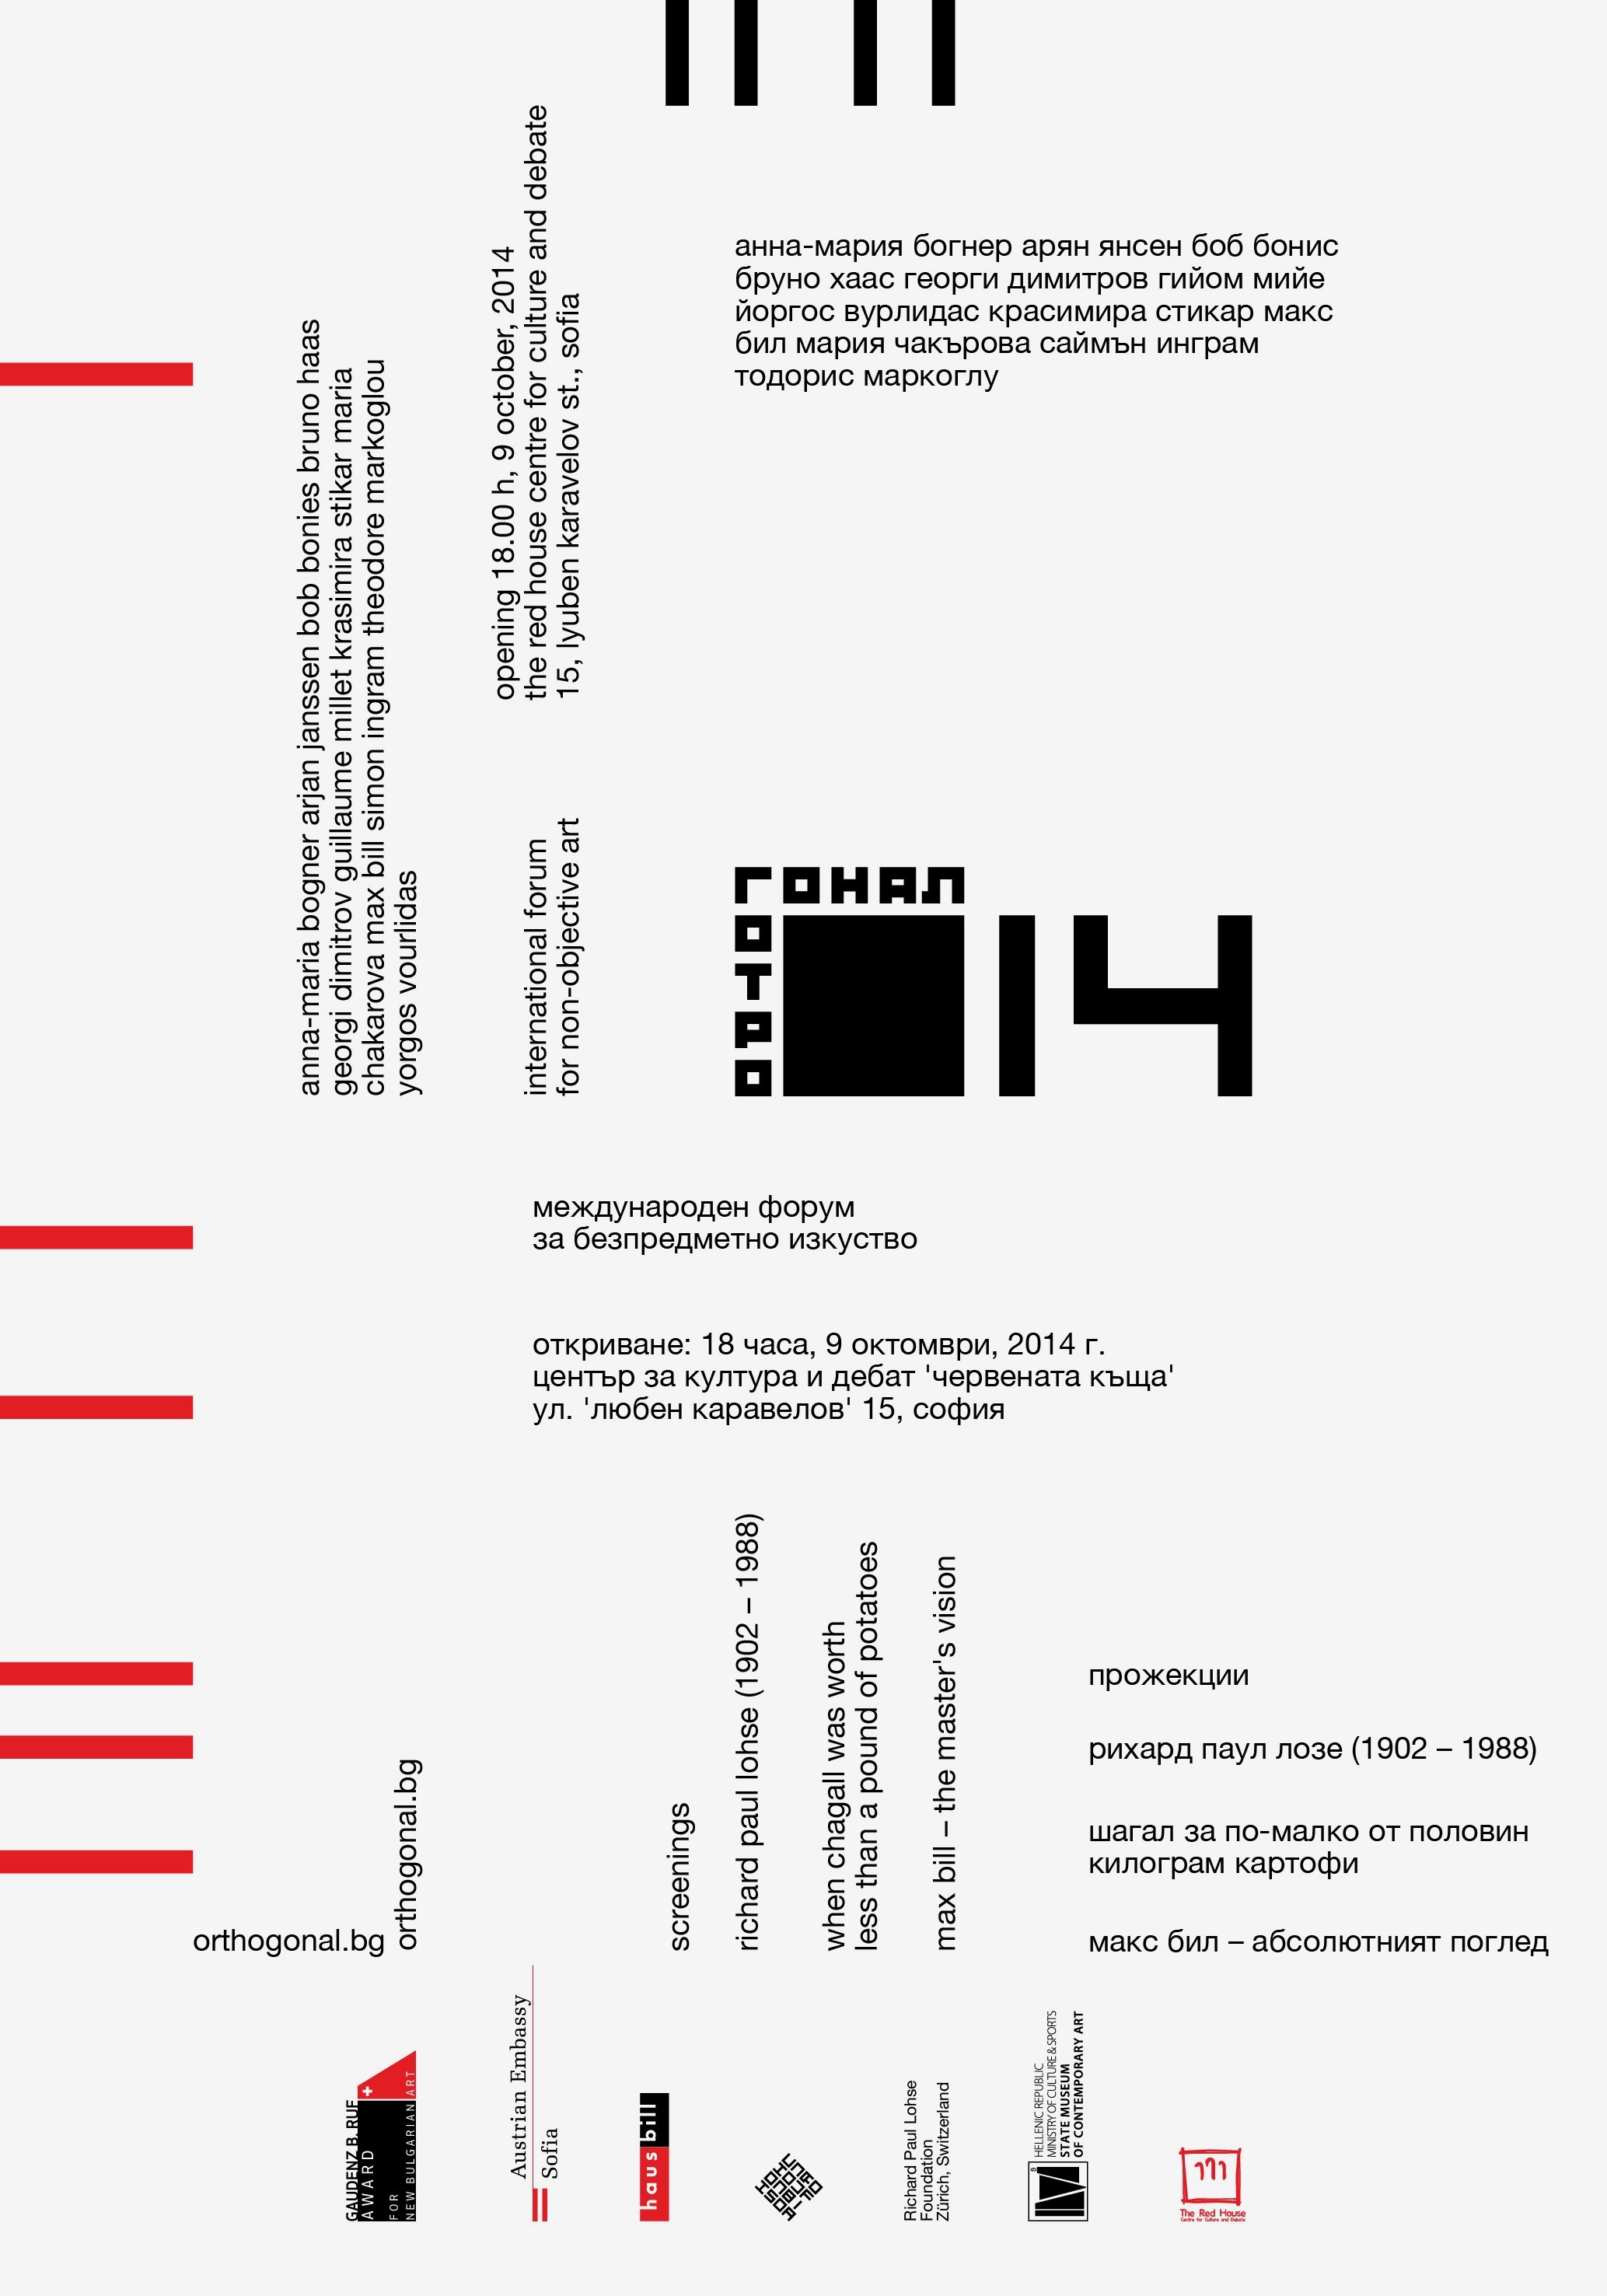 анна-мария богнер арян янсен боб бонис
бруно хаас георги димитров гийом мийе
йоргос вурлидас красимира стикар макс
бил мария чакърова саймън инграм
тодорис маркоглу
anna-maria bogner arjan janssen bob bonies bruno haas
georgi dimitrov guillaume millet krasimira stikar maria
chakarova max bill simon ingram theodore markoglou
yorgos vourlidas
opening 18.00 h, 9 october, 2014
the red house centre for culture and debate
15, lyuben karavelov st., sofia
international forum
for non-objective art
ортогонал
14
международен форум
за безпредметно изкуство
откриване: 18 часа, 9 октомври, 2014 г.
център за култура и дебат 'червената къща'
ул. 'любен каравелов' 15, софия
screenings
richard paul lohse (1902 – 1988)
when chagall was worth
less than a pound of potatoes
max bill – the master's vision
прожекции
рихард паул лозе (1902 – 1988)
шагал за по-малко от половин
килограм картофи
макс бил – абсолютният поглед
orthogonal.bg
orthogonal.bg
GAUDENZ B. RUF
AWARD
FOR
NEW BULGARIAN ART
Austrian Embassy
Sofia
haus bill
Richard Paul Lohse
Foundation
Zürich, Switzerland
HELLENIC REPUBLIC
MINISTRY OF CULTURE & SPORTS
STATE MUSEUM
OF CONTEMPORARY ART
The Red House
Centre for Culture and Debate